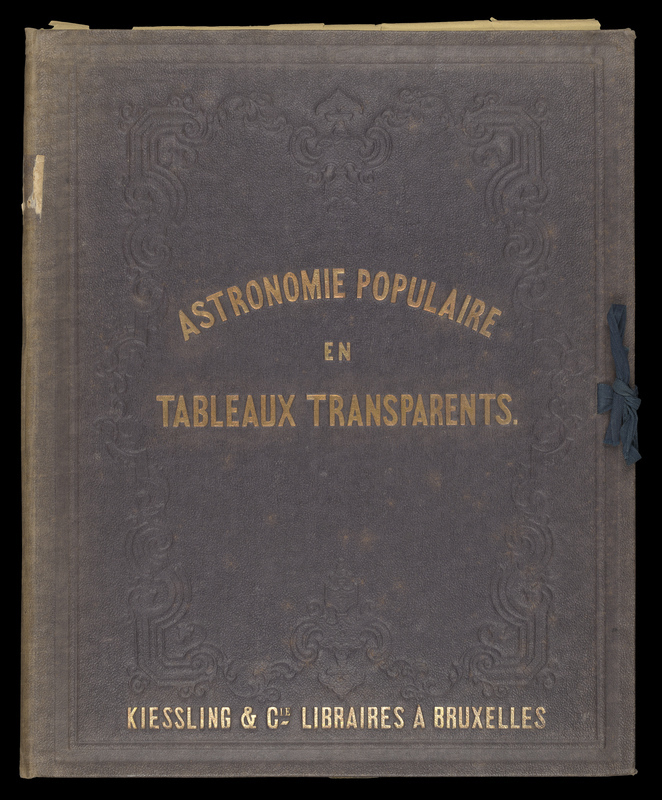 ASTRONOMIE POPULAIRE
EN
TABLEAUX TRANSPARENTS.
KIESSLING & CIE LIBRAIRES A BRUXELLES